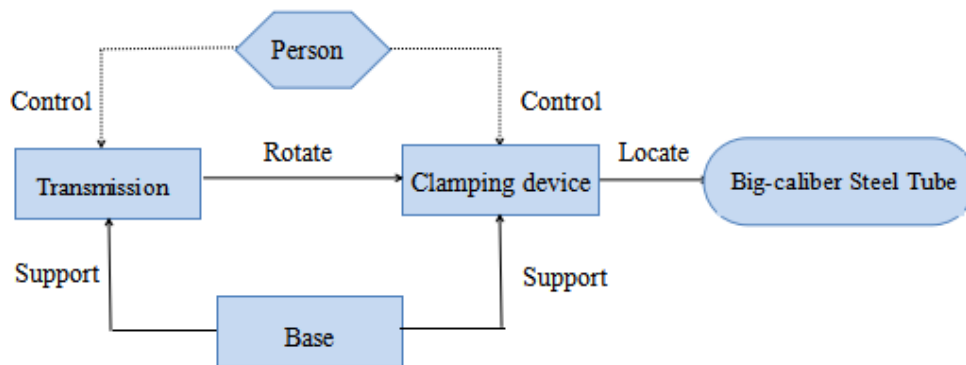 Person
Control
Control
Rotate
Locate
Transmission
Clamping device
Big-caliber Steel Tube
Support
Support
Base